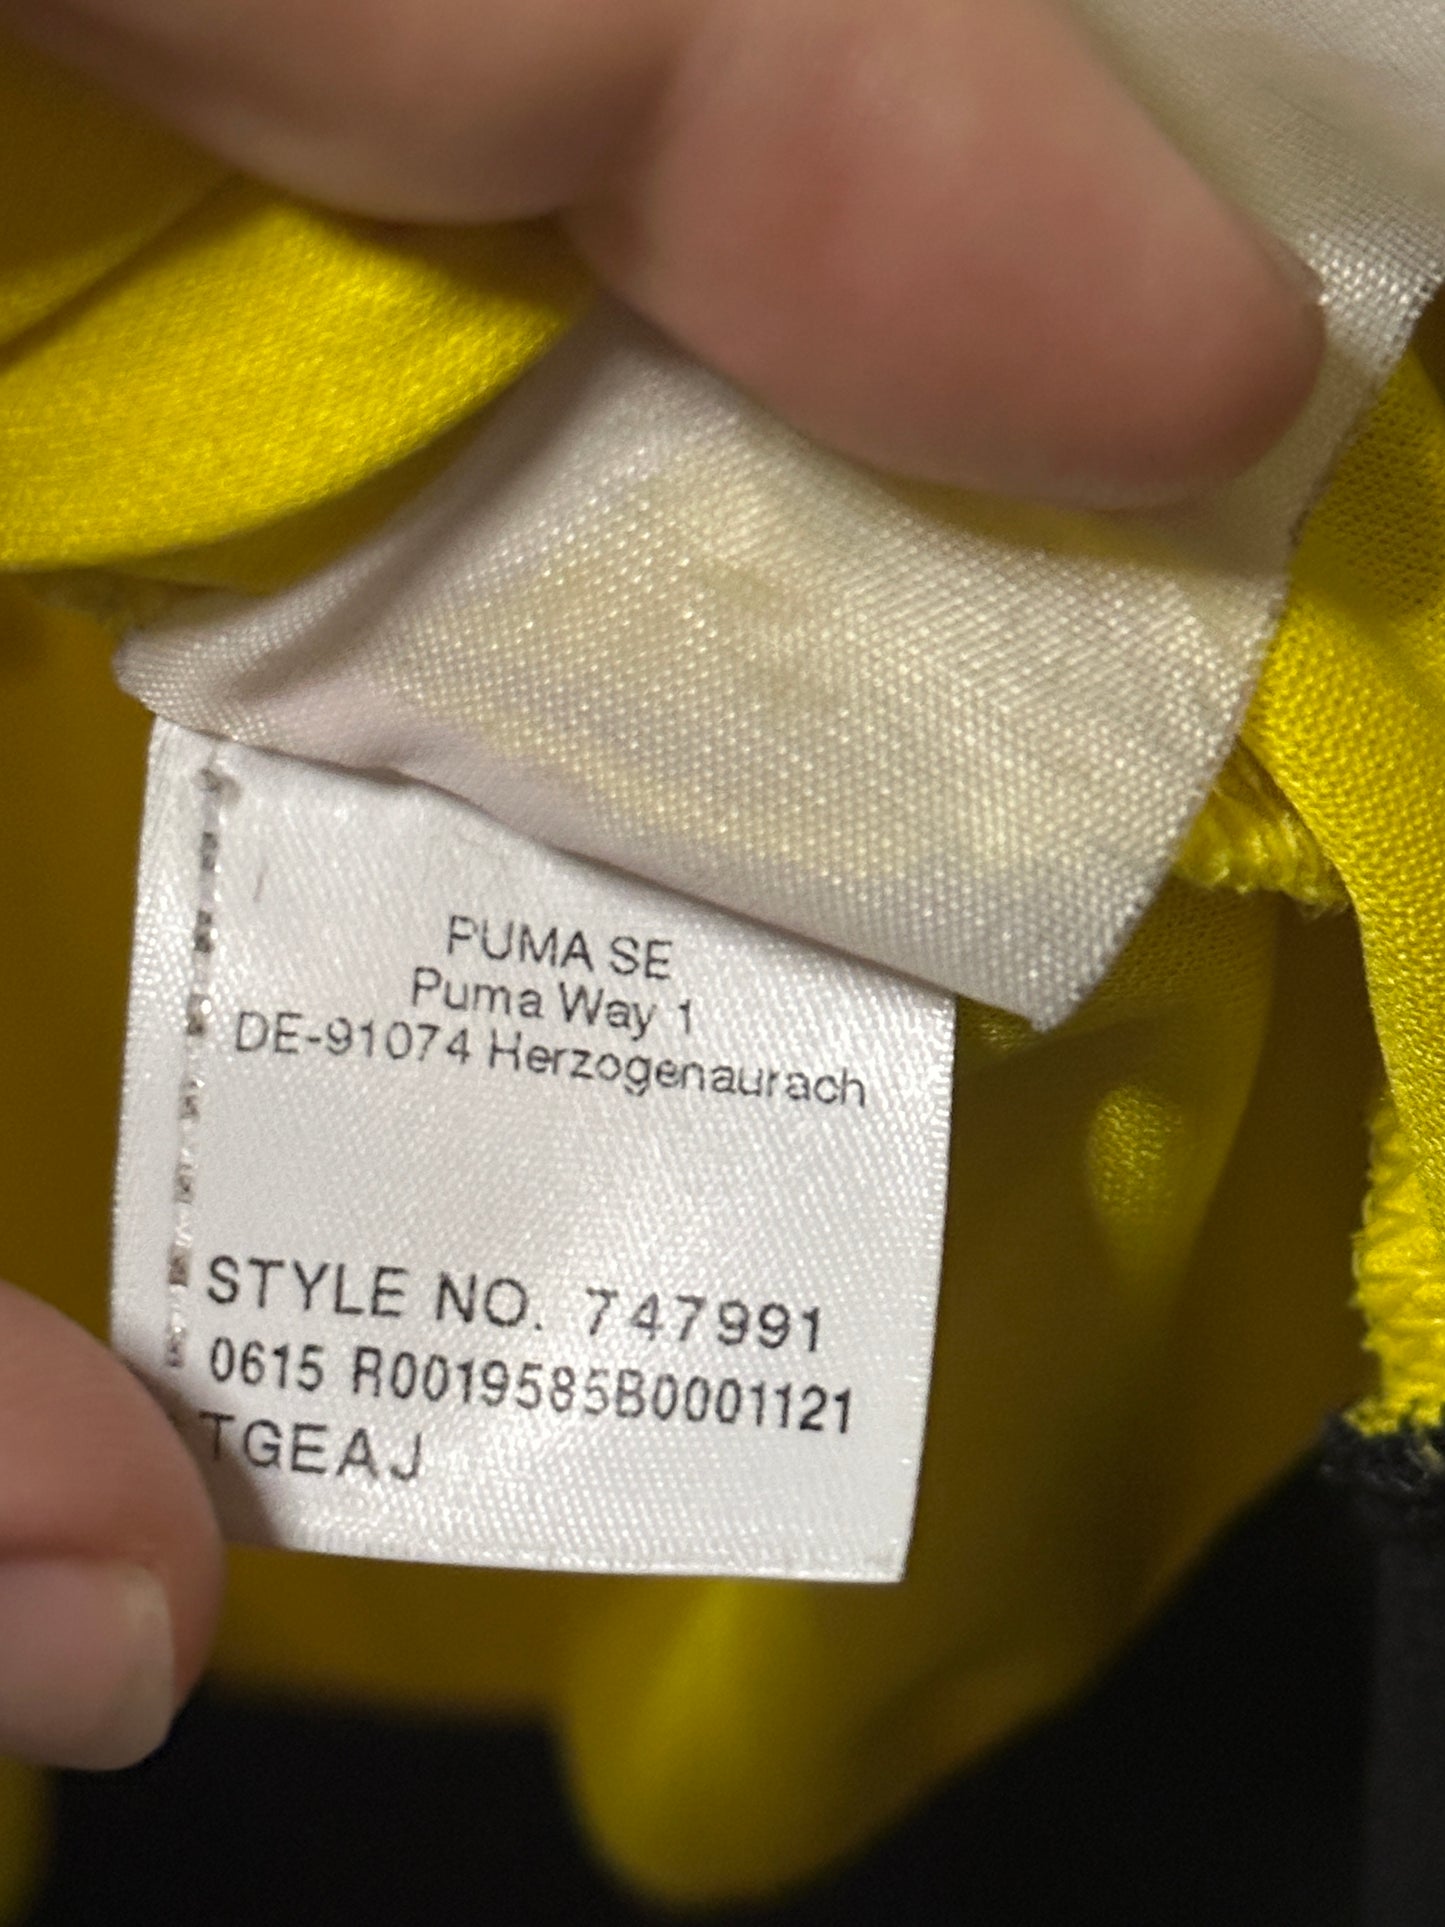 PUMA SE
Puma Way 1
DE-91074 Herzogenaurach
STYLE NO. 747991
0615 R0019585B0001121
TGEAJ